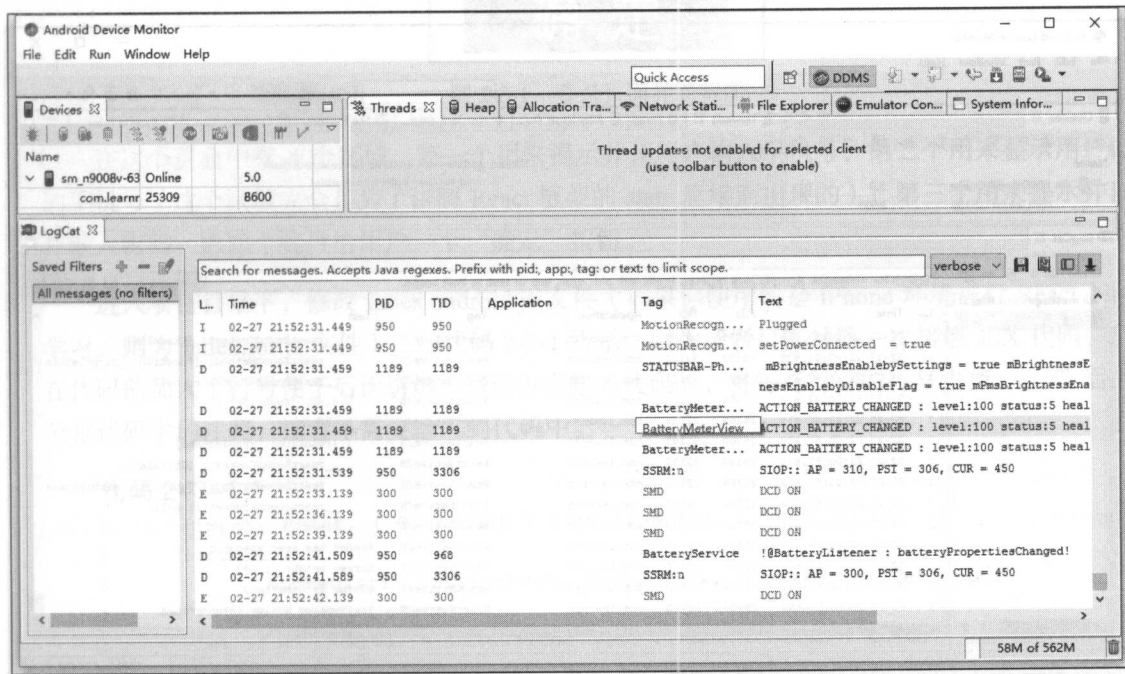 Android Device Monitor
File Edit Run Window Help
Quick Access
DDMS
Devices
Name
sm_n9008v-63 Online 5.0
com.learnr 25309 8600
Threads Heap Allocation Tra... Network Stati... File Explorer Emulator Con... System Infor...
Thread updates not enabled for selected client
(use toolbar button to enable)
LogCat
Saved Filters
All messages (no filters)
Search for messages. Accepts Java regexes. Prefix with pid:, app:, tag: or text: to limit scope.
verbose
L... Time PID TID Application Tag Text
I 02-27 21:52:31.449 950 950 MotionRecogn... Plugged
I 02-27 21:52:31.449 950 950 MotionRecogn... setPowerConnected = true
D 02-27 21:52:31.459 1189 1189 STATUSBAR-Ph... mBrightnessEnablebySettings = true mBrightnessE
nessEnablebyDisableFlag = true mPmsBrightnessEna
D 02-27 21:52:31.459 1189 1189 BatteryMeter... ACTION_BATTERY_CHANGED : level:100 status:5 heal
D 02-27 21:52:31.459 1189 1189 BatteryMeterView ACTION_BATTERY_CHANGED : level:100 status:5 heal
D 02-27 21:52:31.459 1189 1189 BatteryMeter... ACTION_BATTERY_CHANGED : level:100 status:5 heal
D 02-27 21:52:31.539 950 3306 SSRM:n SIOP:: AP = 310, PST = 306, CUR = 450
E 02-27 21:52:33.139 300 300 SMD DCD ON
E 02-27 21:52:36.139 300 300 SMD DCD ON
E 02-27 21:52:39.139 300 300 SMD DCD ON
D 02-27 21:52:41.509 950 968 BatteryService !@BatteryListener : batteryPropertiesChanged!
D 02-27 21:52:41.589 950 3306 SSRM:n SIOP:: AP = 300, PST = 306, CUR = 450
E 02-27 21:52:42.139 300 300 SMD DCD ON
58M of 562M